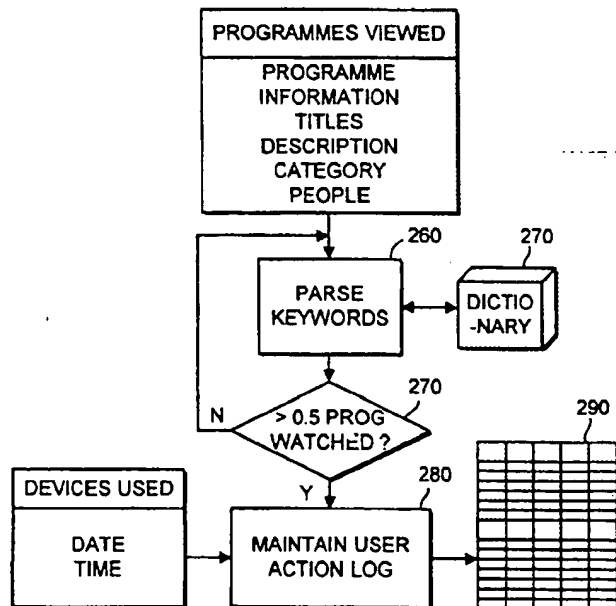 PROGRAMMES VIEWED
PROGRAMME
INFORMATION
TITLES
DESCRIPTION
CATEGORY
PEOPLE
260
270
PARSE
KEYWORDS
DICTIO
-NARY
270
N
> 0.5 PROG
WATCHED ?
290
Y
280
DEVICES USED
DATE
TIME
MAINTAIN USER
ACTION LOG